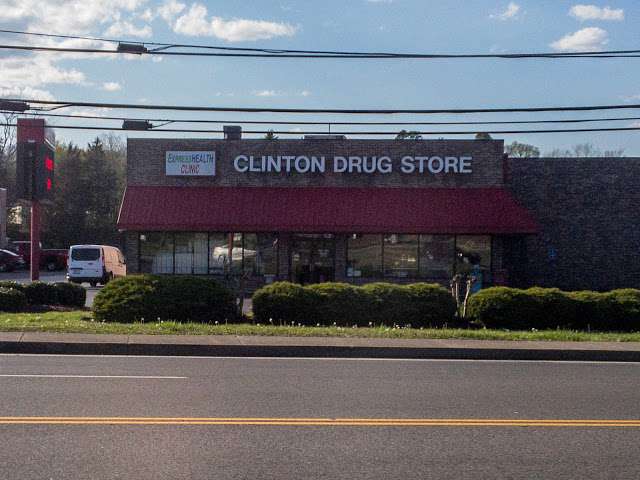 EXPRESS HEALTH
CLINIC
CLINTON DRUG STORE